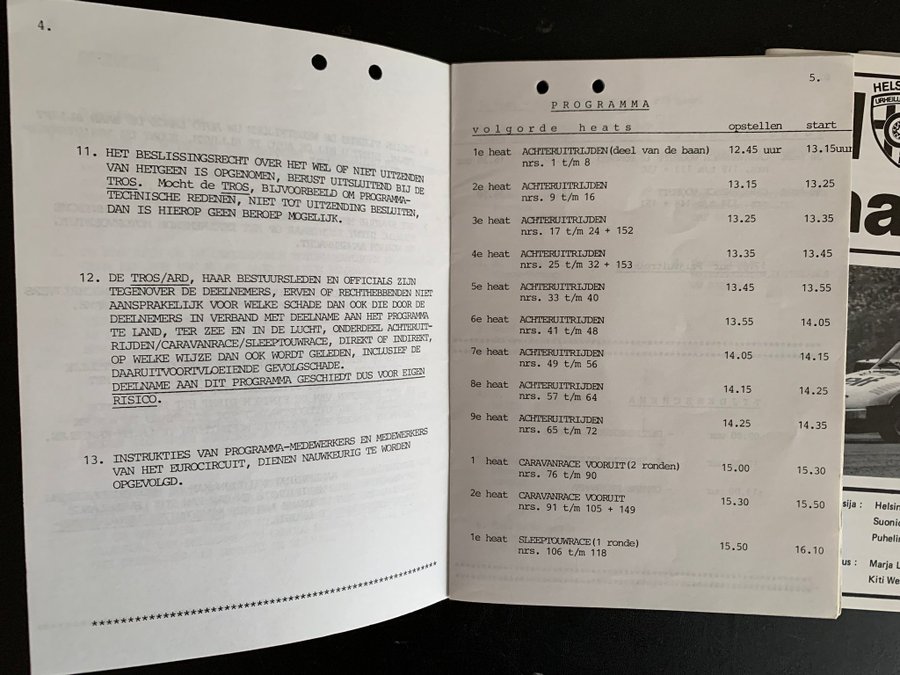 4.
11. HET BESLISSINGSRECHT OVER HET WEL OF NIET UITZENDEN
VAN HETGEEN IS OPGENOMEN, BERUST UITSLUITEND BIJ DE
TROS. Mocht de TROS, BIJVOORBEELD OM PROGRAMMA-
TECHNISCHE REDENEN, NIET TOT UITZENDING BESLUITEN,
DAN IS HIEROP GEEN BEROEP MOGELIJK.
12. DE TROS/ARD, HAAR BESTUURSLEDEN EN OFFICIALS ZIJN
TEGENOVER DE DEELNEMERS, ERVEN OF RECHTHEBBENDEN NIET
AANSPRAKELIJK VOOR WELKE SCHADE DAN OOK DIE DOOR DE
DEELNEMERS IN VERBAND MET DEELNAME AAN HET PROGRAMMA
TE LAND, TER ZEE EN IN DE LUCHT, ONDERDEEL ACHTERUIT-
RIJDEN/CARAVANRACE/SLEEPTOUWRACE, DIREKT OF INDIREKT,
OP WELKE WIJZE DAN OOK WORDT GELEDEN, INCLUSIEF DE
DAARUITVOORTVLOEIENDE GEVOLGSCHADE.
DEELNAME AAN DIT PROGRAMMA GESCHIEDT DUS VOOR EIGEN
RISICO.
13. INSTRUKTIES VAN PROGRAMMA-MEDEWERKERS EN MEDEWERKERS
VAN HET EUROCIRCUIT, DIENEN NAUWKEURIG TE WORDEN
OPGEVOLGD.
5.
PROGRAMMA
volgorde heats opstellen start
1e heat ACHTERUITRIJDEN(deel van de baan) 12.45 uur 13.15uur
nrs. 1 t/m 8
2e heat ACHTERUITRIJDEN 13.15 13.25
nrs. 9 t/m 16
3e heat ACHTERUITRIJDEN 13.25 13.35
nrs. 17 t/m 24 + 152
4e heat ACHTERUITRIJDEN 13.35 13.45
nrs. 25 t/m 32 + 153
5e heat ACHTERUITRIJDEN 13.45 13.55
nrs. 33 t/m 40
6e heat ACHTERUITRIJDEN 13.55 14.05
nrs. 41 t/m 48
7e heat ACHTERUITRIJDEN 14.05 14.15
nrs. 49 t/m 56
8e heat ACHTERUITRIJDEN 14.15 14.25
nrs. 57 t/m 64
9e heat ACHTERUITRIJDEN 14.25 14.35
nrs. 65 t/m 72
1 heat CARAVANRACE VOORUIT(2 ronden) 15.00 15.30
nrs. 76 t/m 90
2e heat CARAVANRACE VOORUIT 15.30 15.50
nrs. 91 t/m 105 + 149
1e heat SLEEPTOUWRACE(1 ronde) 15.50 16.10
nrs. 106 t/m 118
HELS
URHEILU
na
sija : Helsin
Suonio
Puhelin
us : Marja L
Kiti We